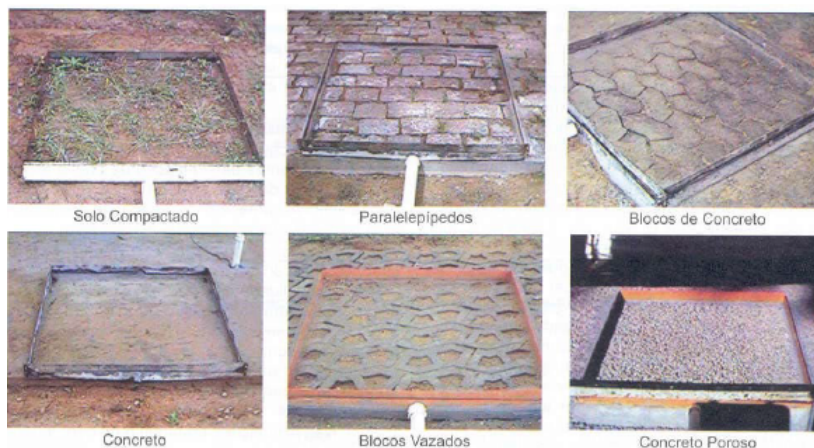 Solo Compactado
Paralelepípedos
Blocos de Concreto
Concreto
Blocos Vazados
Concreto Poroso